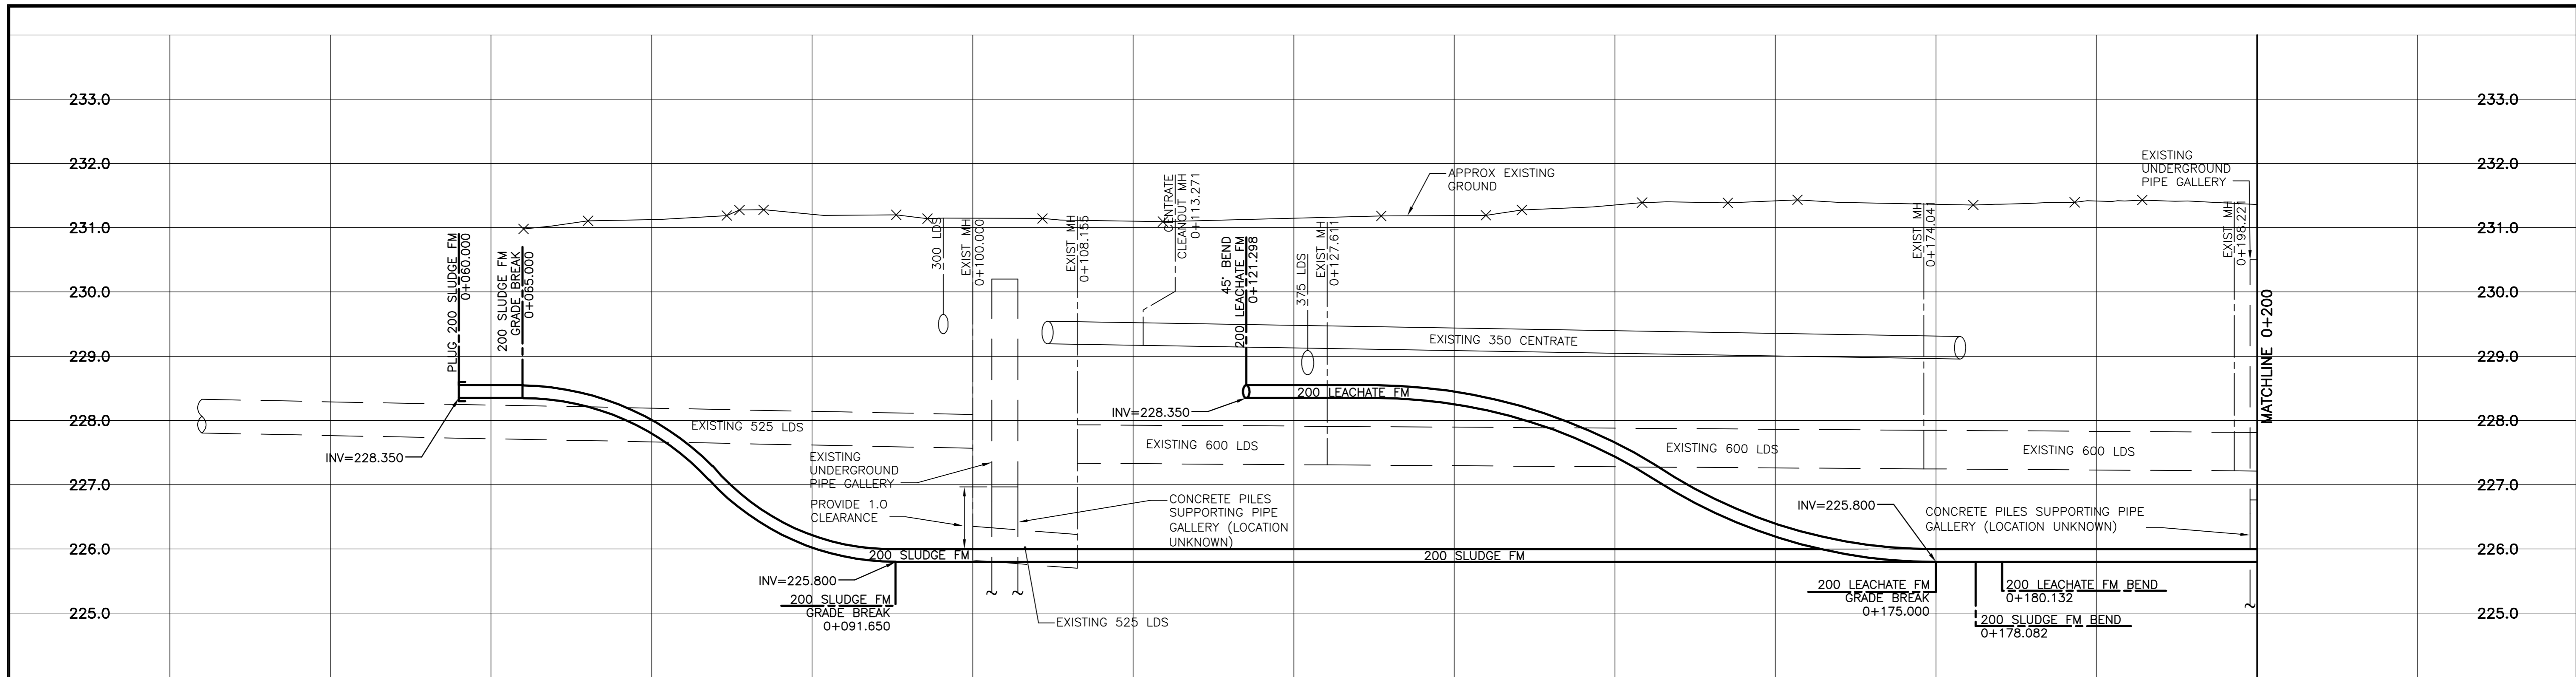 233.0
232.0
231.0
230.0
229.0
228.0
227.0
226.0
225.0
PLUG 200 SLUDGE FM
0+060.000
200 SLUDGE FM
GRADE BREAK
0+065.000
INV=228.350
EXISTING 525 LDS
EXISTING
UNDERGROUND
PIPE GALLERY
PROVIDE 1.0
CLEARANCE
200 SLUDGE FM
INV=225.800
200 SLUDGE FM
GRADE BREAK
0+091.650
300 LDS
EXIST MH
0+100.000
EXIST MH
0+108.155
CONCRETE PILES
SUPPORTING PIPE
GALLERY (LOCATION
UNKNOWN)
EXISTING 525 LDS
CENTRATE
CLEANOUT MH
0+113.271
45° BEND
200 LEACHATE FM
0+121.298
INV=228.350
EXISTING 600 LDS
375 LDS
EXIST MH
0+127.611
200 LEACHATE FM
APPROX EXISTING
GROUND
EXISTING 350 CENTRATE
200 SLUDGE FM
EXISTING 600 LDS
INV=225.800
200 LEACHATE FM
GRADE BREAK
0+175.000
EXIST MH
0+174.041
EXISTING 600 LDS
CONCRETE PILES SUPPORTING PIPE
GALLERY (LOCATION UNKNOWN)
200 LEACHATE FM BEND
0+180.132
200 SLUDGE FM BEND
0+178.082
EXISTING
UNDERGROUND
PIPE GALLERY
EXIST MH
0+198.221
MATCHLINE 0+200
233.0
232.0
231.0
230.0
229.0
228.0
227.0
226.0
225.0